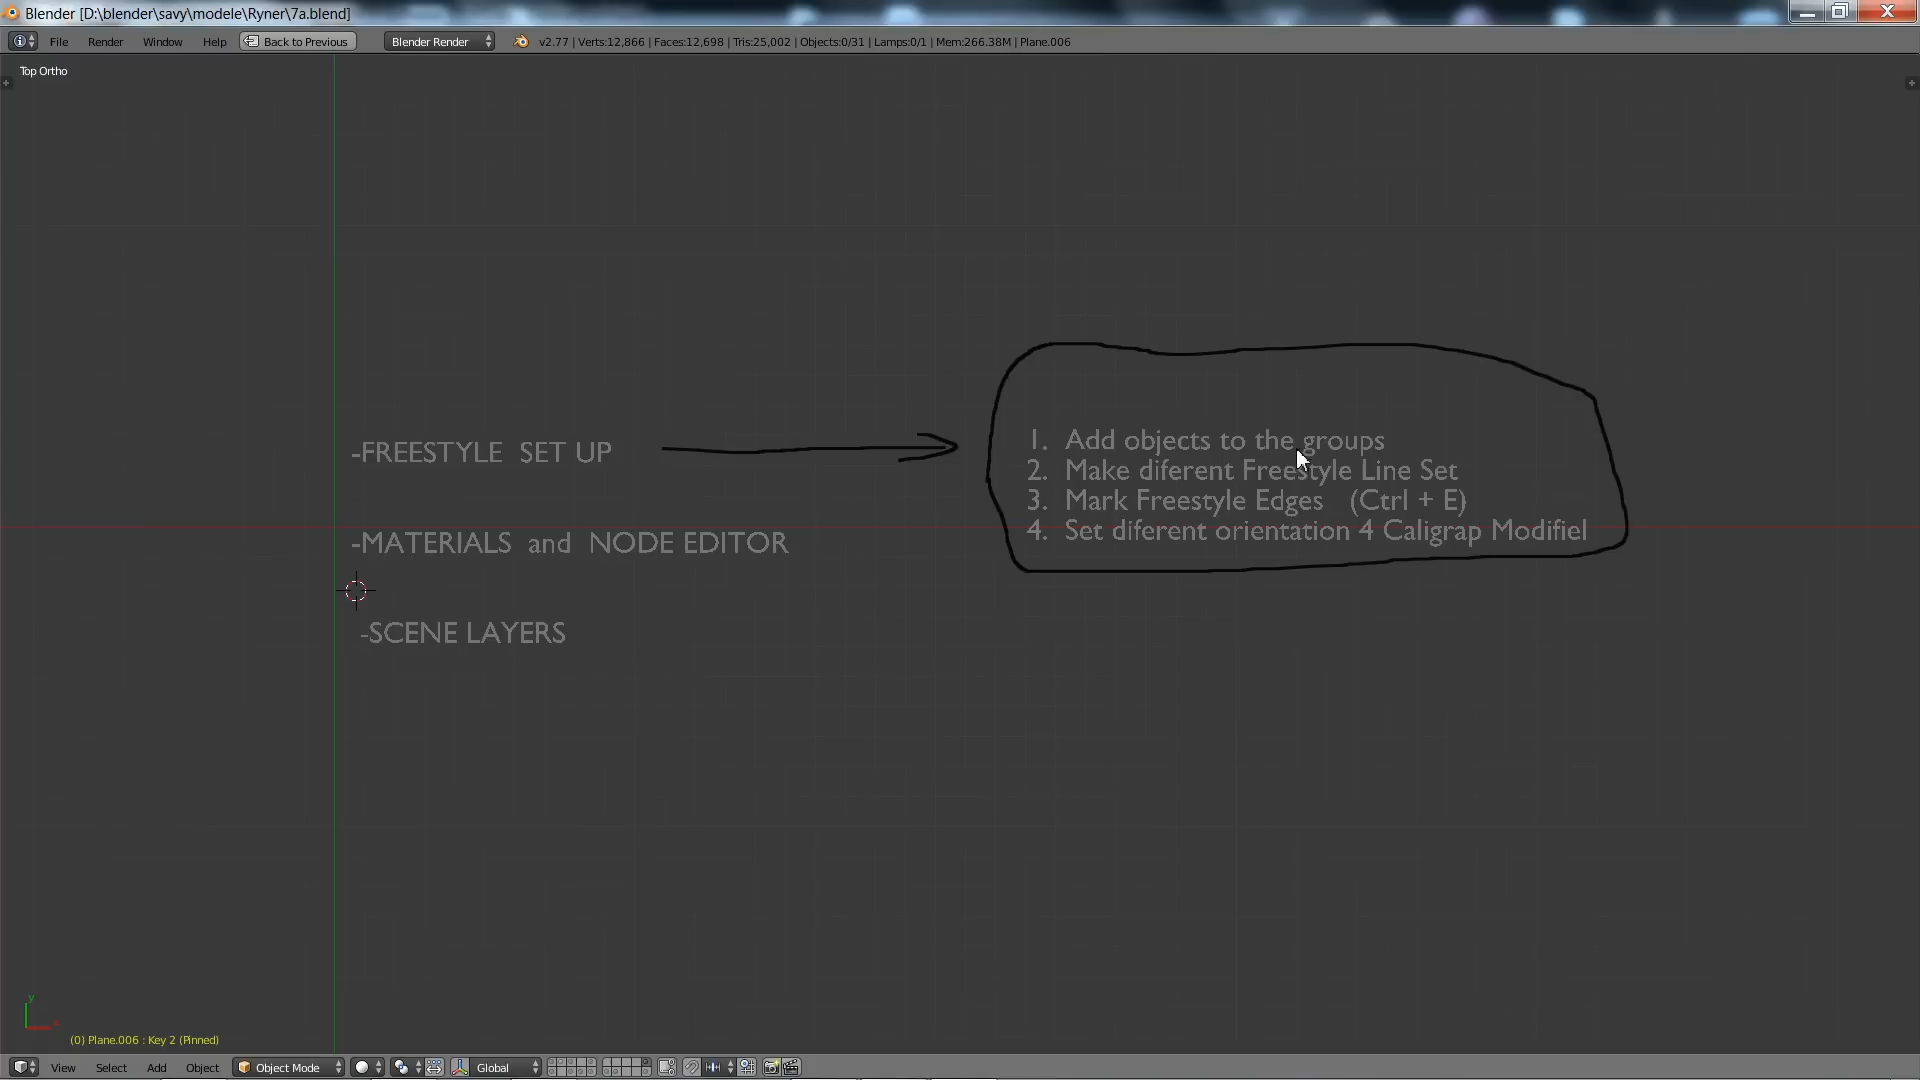 Blender [D:\blender\savy\modele\Ryner\7a.blend]
File Render Window Help Back to Previous Blender Render v2.77 | Verts:12,866 | Faces:12,698 | Tris:25,002 | Objects:0/31 | Lamps:0/1 | Mem:266.38M | Plane.006
Top Ortho
-FREESTYLE SET UP
-MATERIALS and NODE EDITOR
-SCENE LAYERS
1. Add objects to the groups
2. Make diferent Freestyle Line Set
3. Mark Freestyle Edges (Ctrl + E)
4. Set diferent orientation 4 Caligrap Modifiel
y
x
(0) Plane.006 : Key 2 (Pinned)
View Select Add Object Object Mode Global